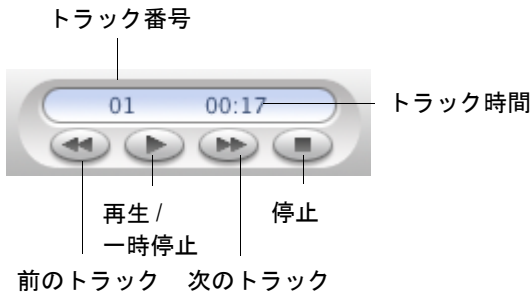 トラック番号
01 00:17
トラック時間
再生 /
一時停止
停止
前のトラック
次のトラック